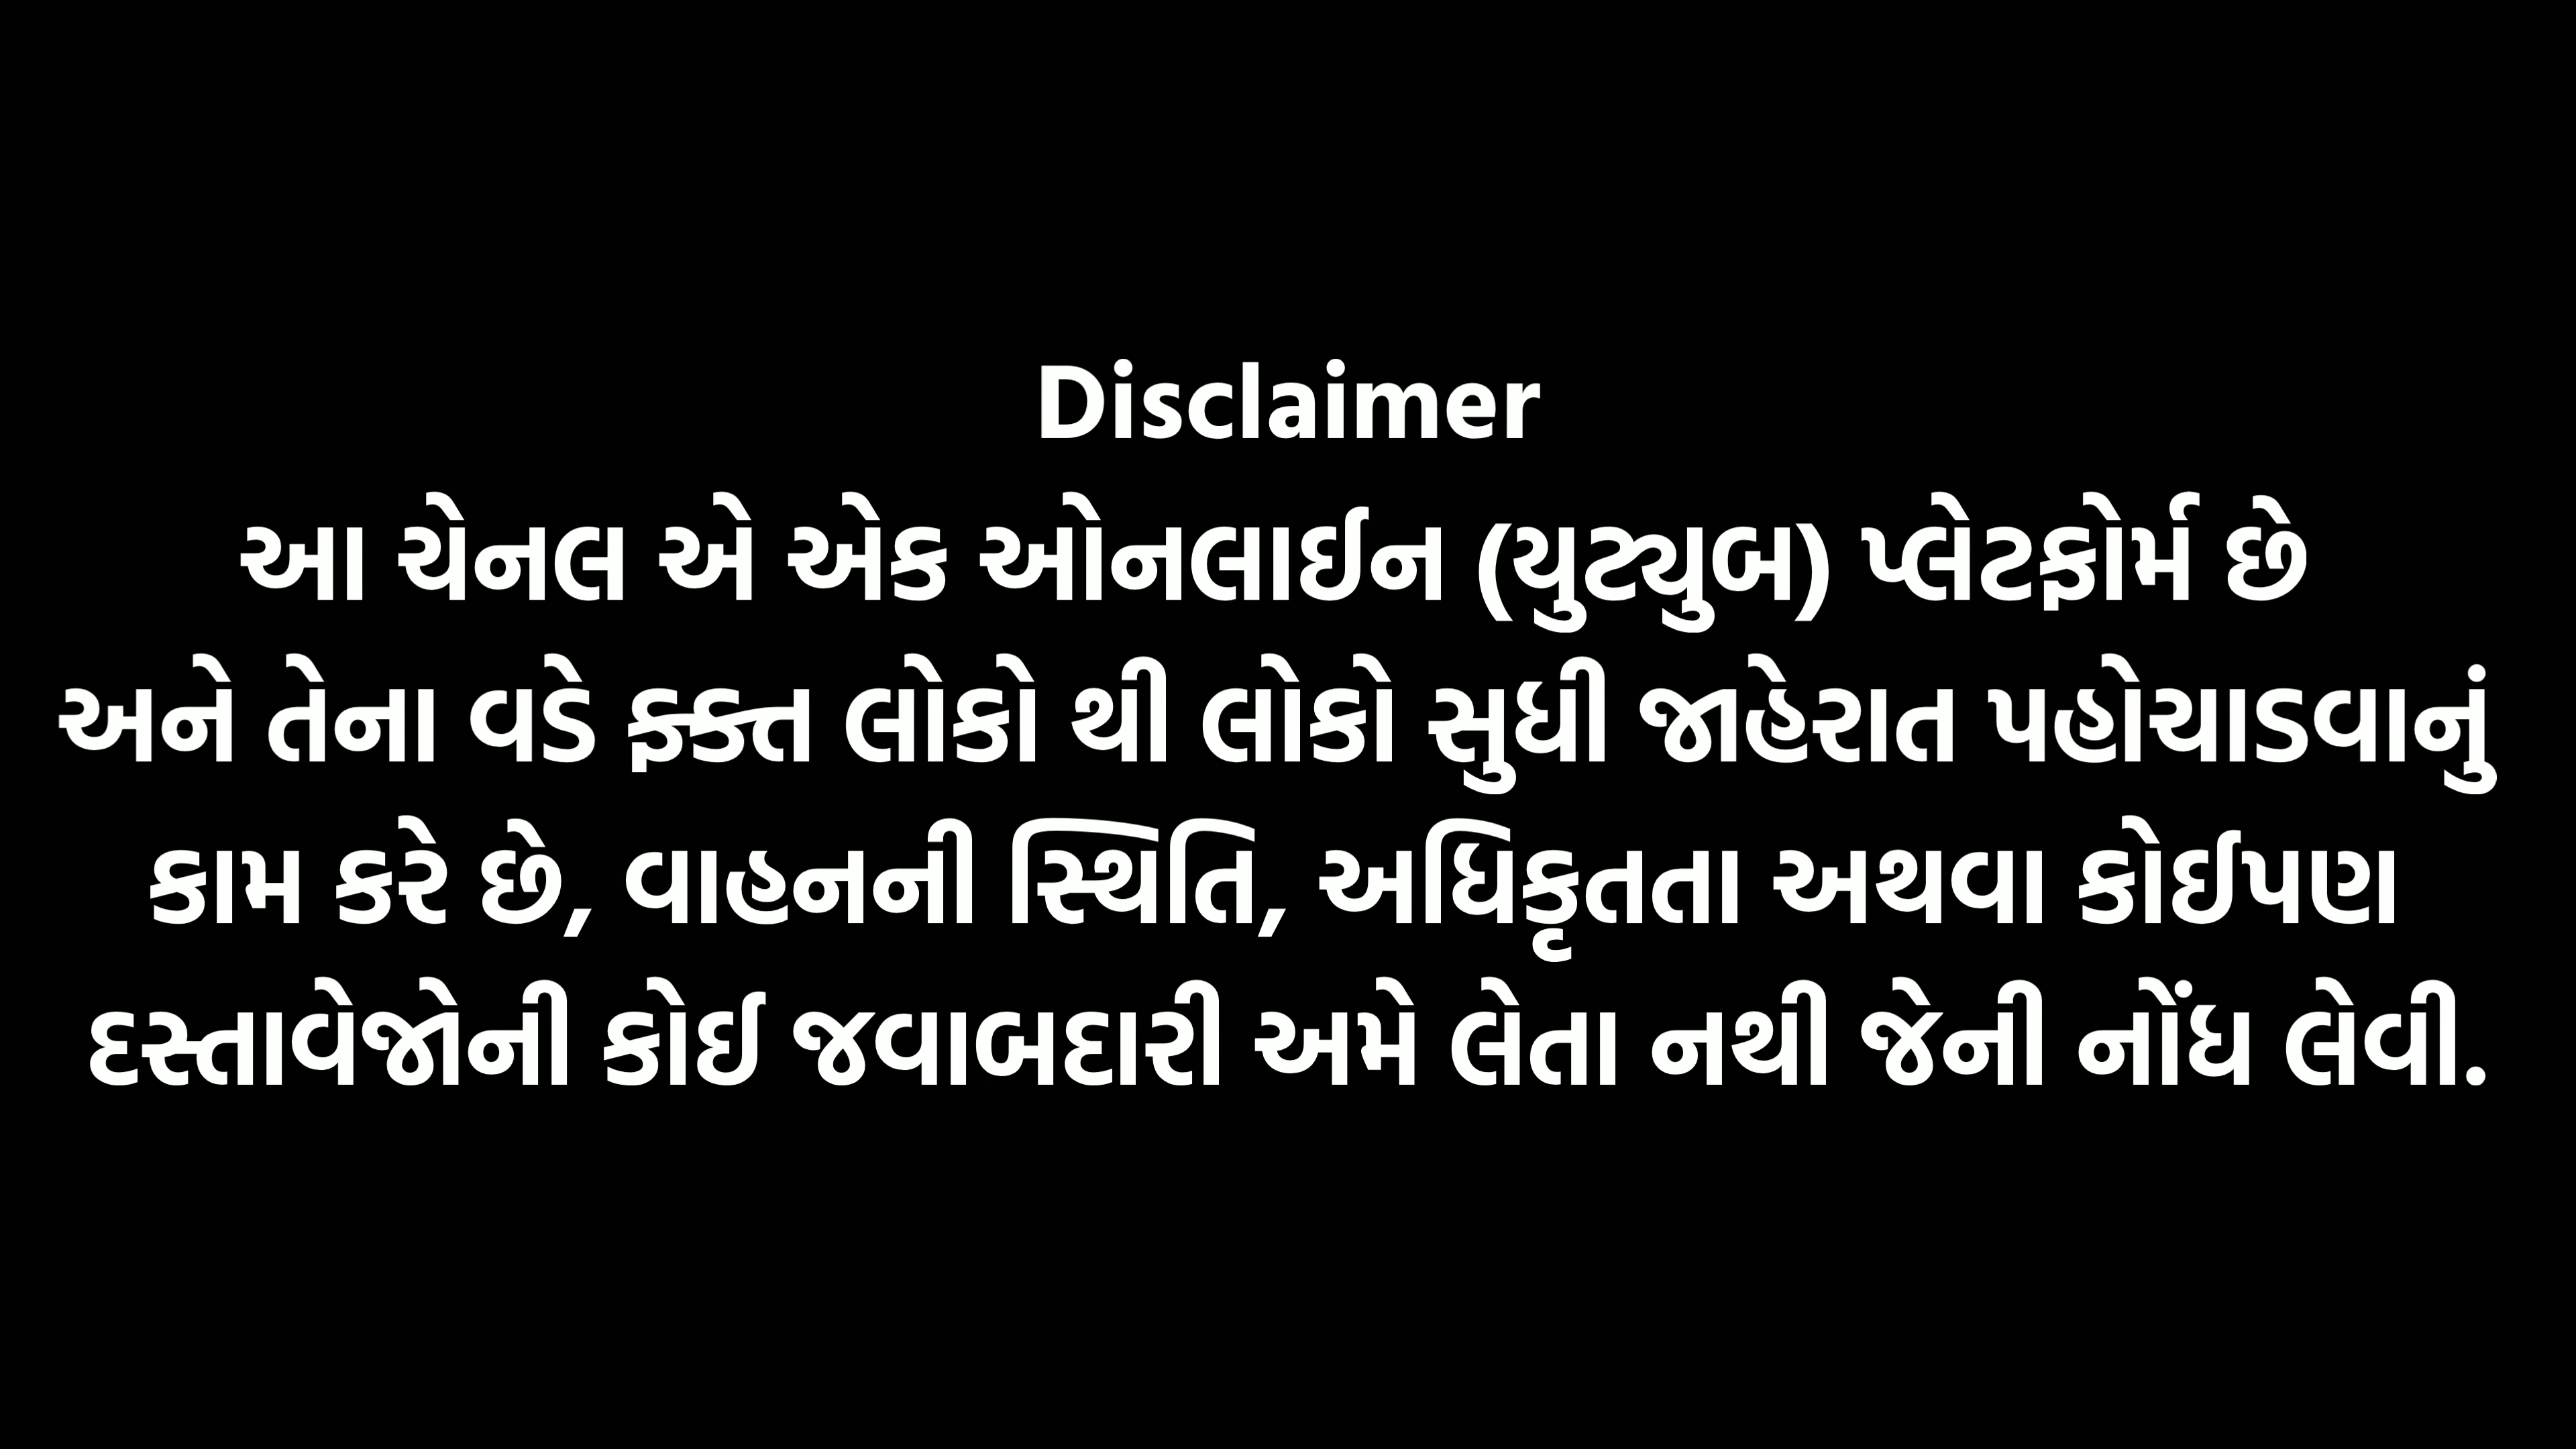 Disclaimer
આ ચેનલ એ એક ઓનલાઈન (યુટ્યુબ) પ્લેટફોર્મ છે
અને તેના વડે ફ્ક્ત લોકો થી લોકો સુધી જાહેરાત પહોચાડવાનું
કામ કરે છે, વાહનની સ્થિતિ, અધિકૃતતા અથવા કોઈપણ
દસ્તાવેજોની કોઈ જવાબદારી અમે લેતા નથી જેની નોંધ લેવી.